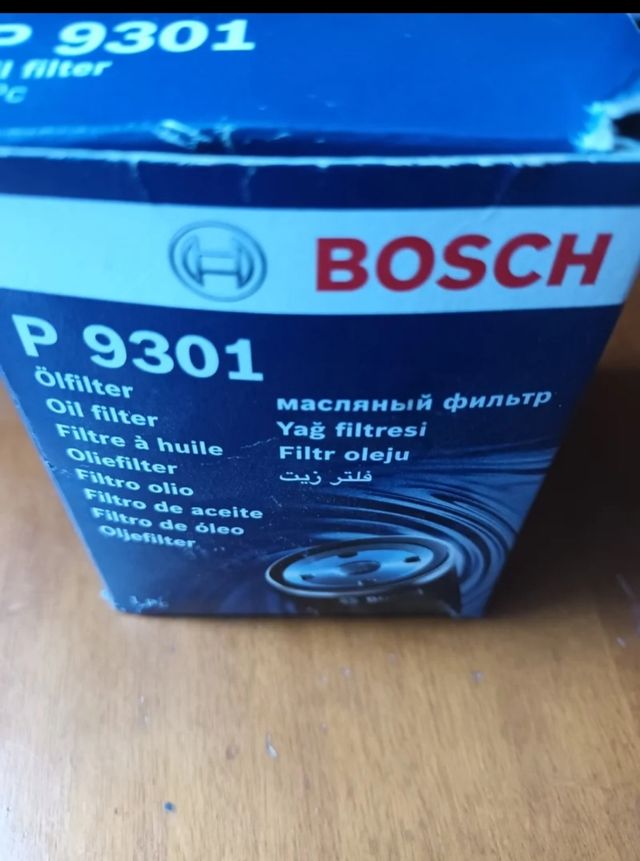 P 9301
l filter
Pc
BOSCH
P 9301
Ölfilter
Oil filter
Filtre à huile
Oliefilter
Filtro olio
Filtro de aceite
Filtro de óleo
Oljefilter
масляный фильтр
Yağ filtresi
Filtr oleju
فلتر زيت